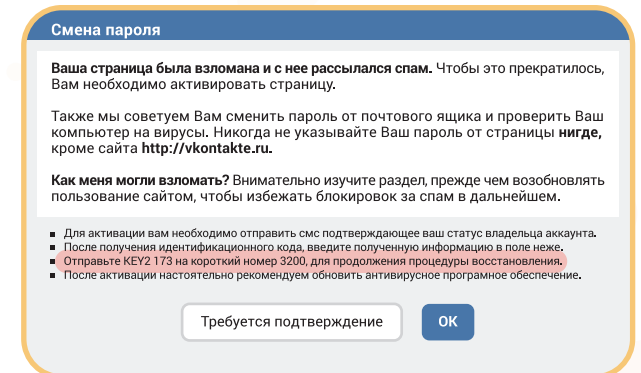 Смена пароля
Ваша страница была взломана и с нее рассылался спам. Чтобы это прекратилось,
Вам необходимо активировать страницу.
Также мы советуем Вам сменить пароль от почтового ящика и проверить Ваш
компьютер на вирусы. Никогда не указывайте Ваш пароль от страницы нигде,
кроме сайта http://vkontakte.ru.
Как меня могли взломать? Внимательно изучите раздел, прежде чем возобновлять
пользование сайтом, чтобы избежать блокировок за спам в дальнейшем.
Для активации вам необходимо отправить смс подтверждающее ваш статус владельца аккаунта.
После получения идентификационного кода, введите полученную информацию в поле неже.
Отправьте KEY2 173 на короткий номер 3200, для продолжения процедуры восстановления.
После активации настоятельно рекомендуем обновить антивирусное програмное обеспечение.
Требуется подтверждение
ОК